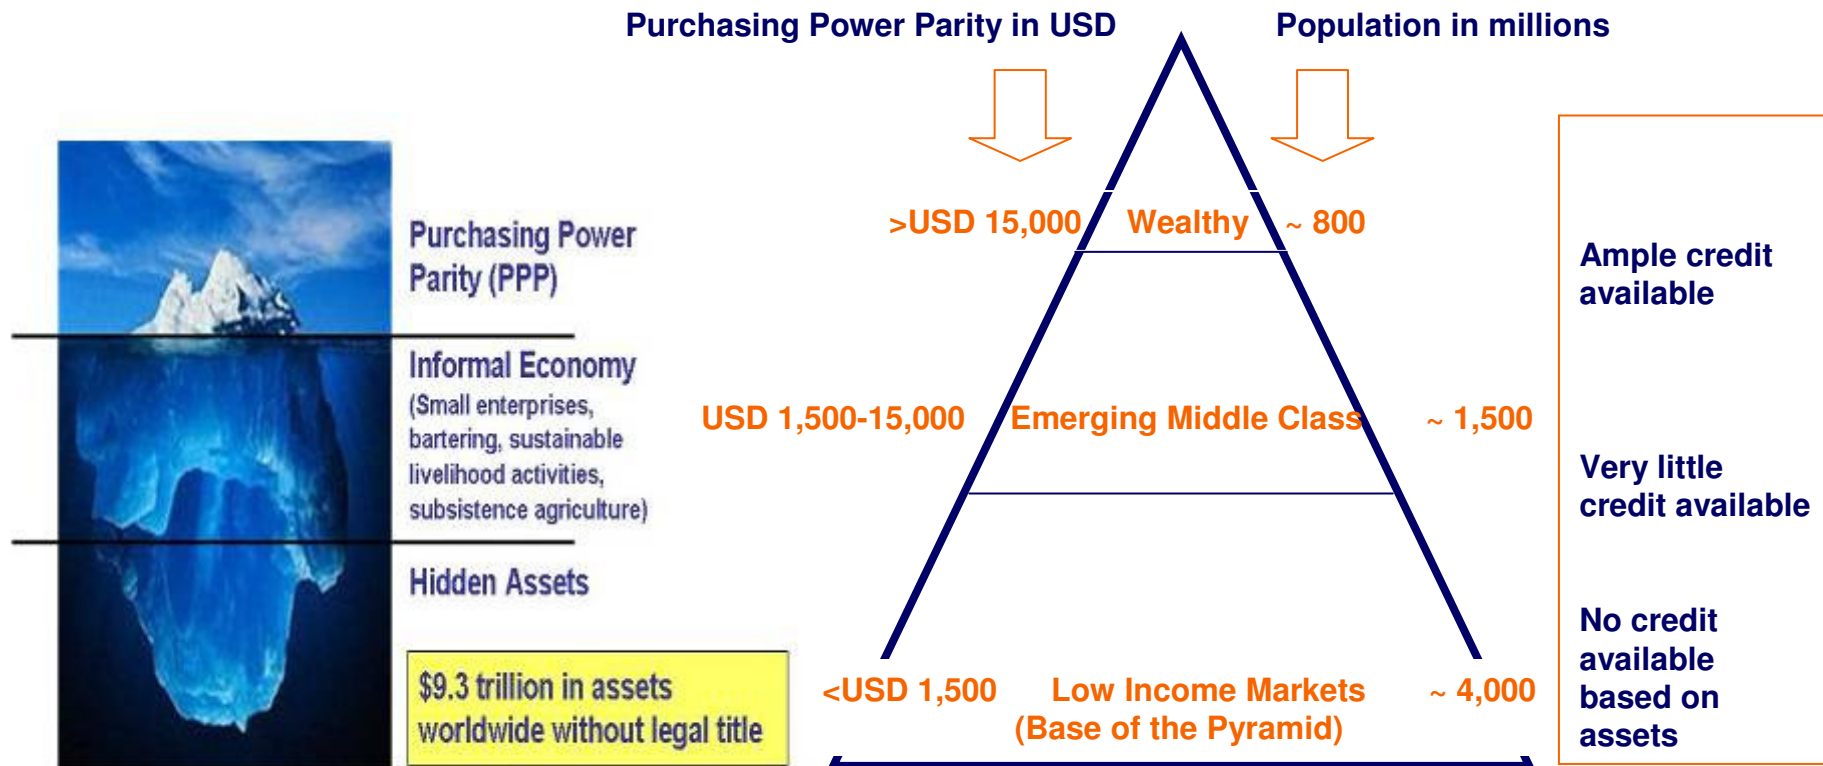 Purchasing Power Parity in USD
Population in millions
Purchasing Power
Parity (PPP)
Informal Economy
(Small enterprises,
bartering, sustainable
livelihood activities,
subsistence agriculture)
Hidden Assets
$9.3 trillion in assets
worldwide without legal title
>USD 15,000 Wealthy ~ 800
USD 1,500-15,000 Emerging Middle Class ~ 1,500
<USD 1,500 Low Income Markets ~ 4,000
(Base of the Pyramid)
Ample credit
available
Very little
credit available
No credit
available
based on
assets